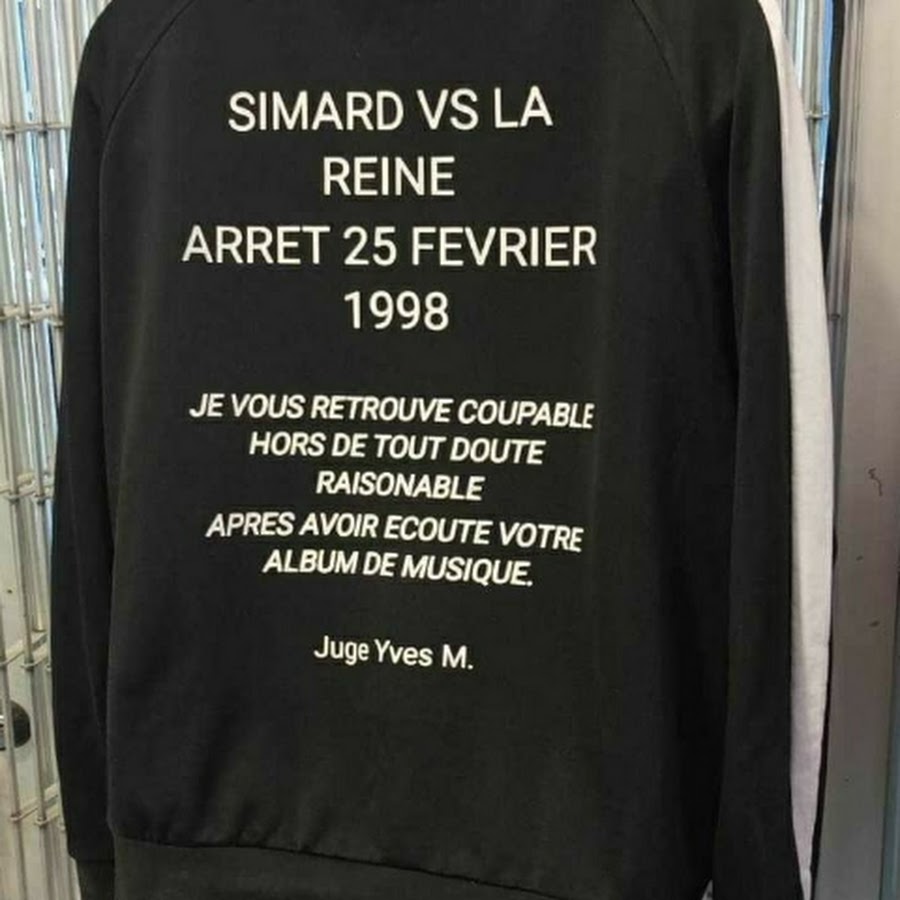 SIMARD VS LA
REINE
ARRET 25 FEVRIER
1998
JE VOUS RETROUVE COUPABLE
HORS DE TOUT DOUTE
RAISONABLE
APRES AVOIR ECOUTE VOTRE
ALBUM DE MUSIQUE.
Juge Yves M.